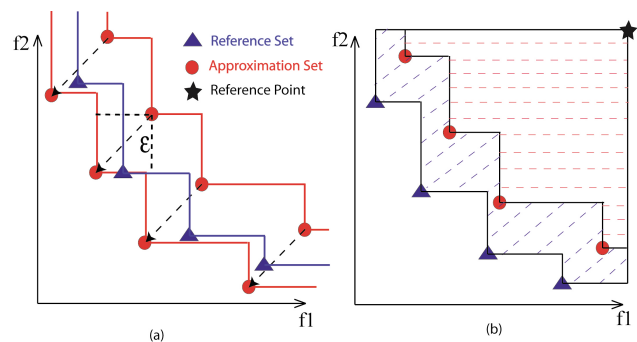 f2
Reference Set
Approximation Set
Reference Point
ε
f1
(a)
f2
f1
(b)